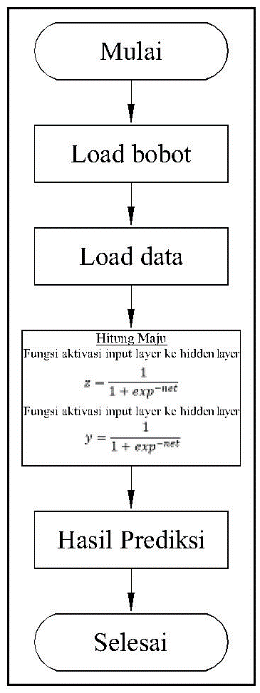 Mulai
Load bobot
Load data
Hitung Maju
Fungsi aktivasi input layer ke hidden layer
z = 1 / (1 + exp^{-net})
Fungsi aktivasi input layer ke hidden layer
y = 1 / (1 + exp^{-net})
Hasil Prediksi
Selesai